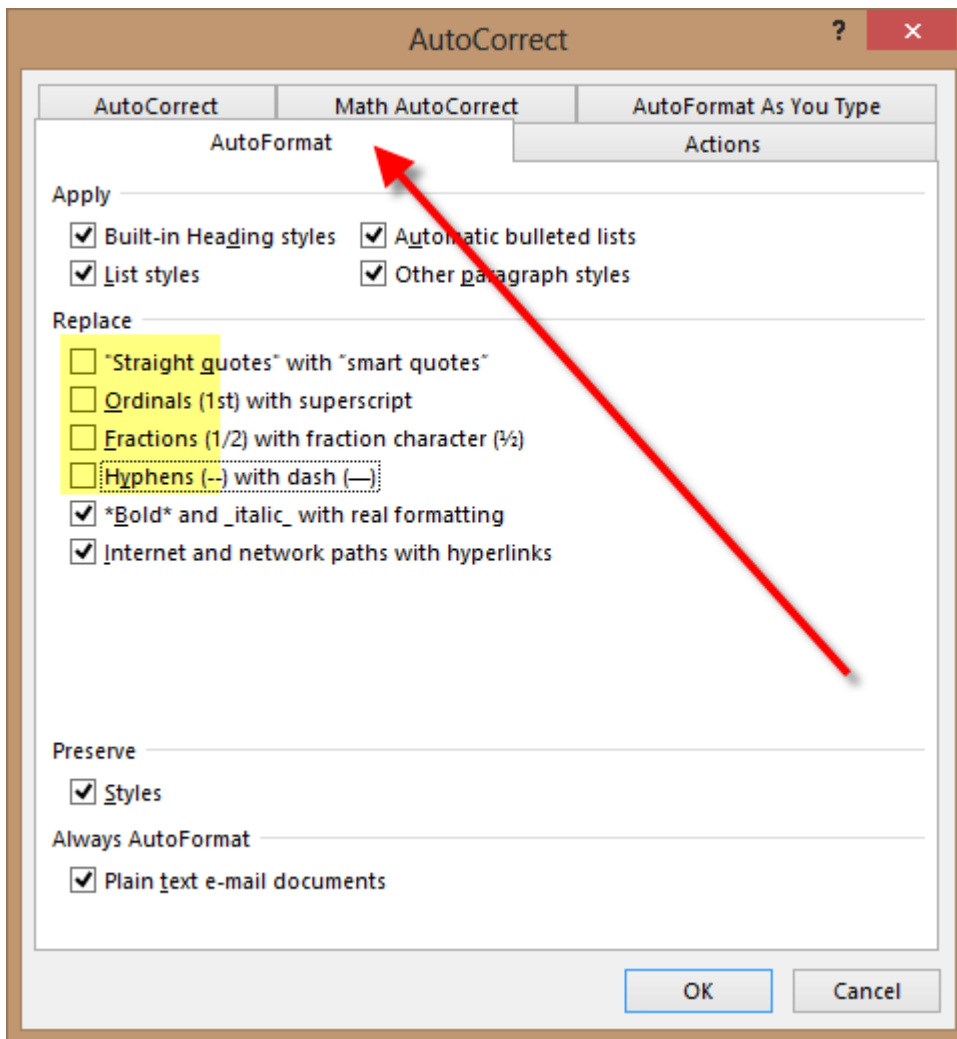 AutoCorrect ? ×
AutoCorrect Math AutoCorrect AutoFormat As You Type
AutoFormat Actions
Apply
Built-in Heading styles Automatic bulleted lists
List styles Other paragraph styles
Replace
"Straight quotes" with “smart quotes”
Ordinals (1st) with superscript
Fractions (1/2) with fraction character (½)
Hyphens (--) with dash (—)
*Bold* and _italic_ with real formatting
Internet and network paths with hyperlinks
Preserve
Styles
Always AutoFormat
Plain text e-mail documents
OK Cancel